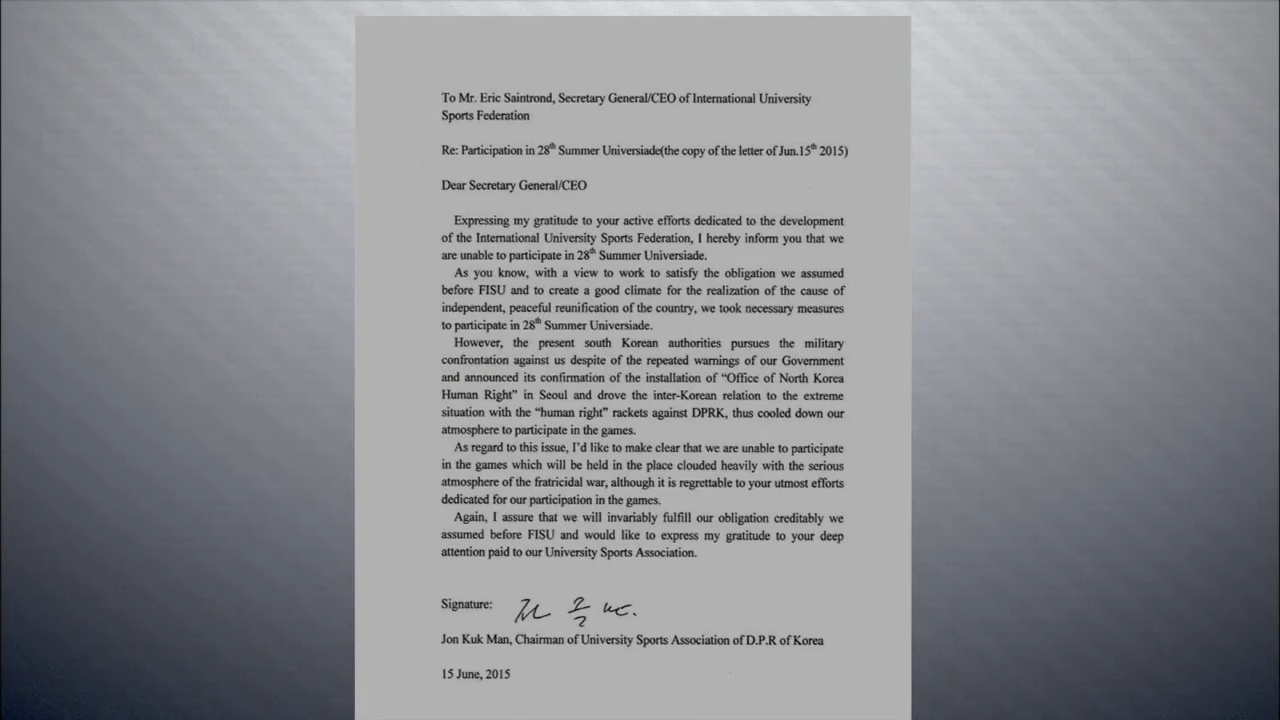 To Mr. Eric Saintrond, Secretary General/CEO of International University
Sports Federation
Re: Participation in 28th Summer Universiade(the copy of the letter of Jun.15th 2015)
Dear Secretary General/CEO
Expressing my gratitude to your active efforts dedicated to the development
of the International University Sports Federation, I hereby inform you that we
are unable to participate in 28th Summer Universiade.
As you know, with a view to work to satisfy the obligation we assumed
before FISU and to create a good climate for the realization of the cause of
independent, peaceful reunification of the country, we took necessary measures
to participate in 28th Summer Universiade.
However, the present south Korean authorities pursues the military
confrontation against us despite of the repeated warnings of our Government
and announced its confirmation of the installation of “Office of North Korea
Human Right” in Seoul and drove the inter-Korean relation to the extreme
situation with the “human right” rackets against DPRK, thus cooled down our
atmosphere to participate in the games.
As regard to this issue, I’d like to make clear that we are unable to participate
in the games which will be held in the place clouded heavily with the serious
atmosphere of the fratricidal war, although it is regrettable to your utmost efforts
dedicated for our participation in the games.
Again, I assure that we will invariably fulfill our obligation creditably we
assumed before FISU and would like to express my gratitude to your deep
attention paid to our University Sports Association.
Signature:
Jon Kuk Man, Chairman of University Sports Association of D.P.R of Korea
15 June, 2015